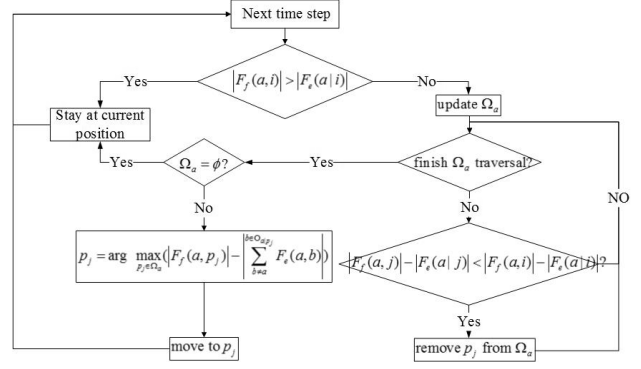 Next time step
|F_f(a,i)|>|F_e(a|i)|
Yes
No
Stay at current
position
update Ω_a
Yes
Ω_a = ϕ?
Yes
finish Ω_a traversal?
No
No
NO
p_j = arg max_{p_j∈Ω_a}(|F_f(a,p_j)|-|∑_{b≠a}^{b∈O_{ap_j}} F_e(a,b)|)
|F_f(a,j)|-|F_e(a|j)|<|F_f(a,i)|-|F_e(a|i)|?
Yes
move to p_j
remove p_j from Ω_a